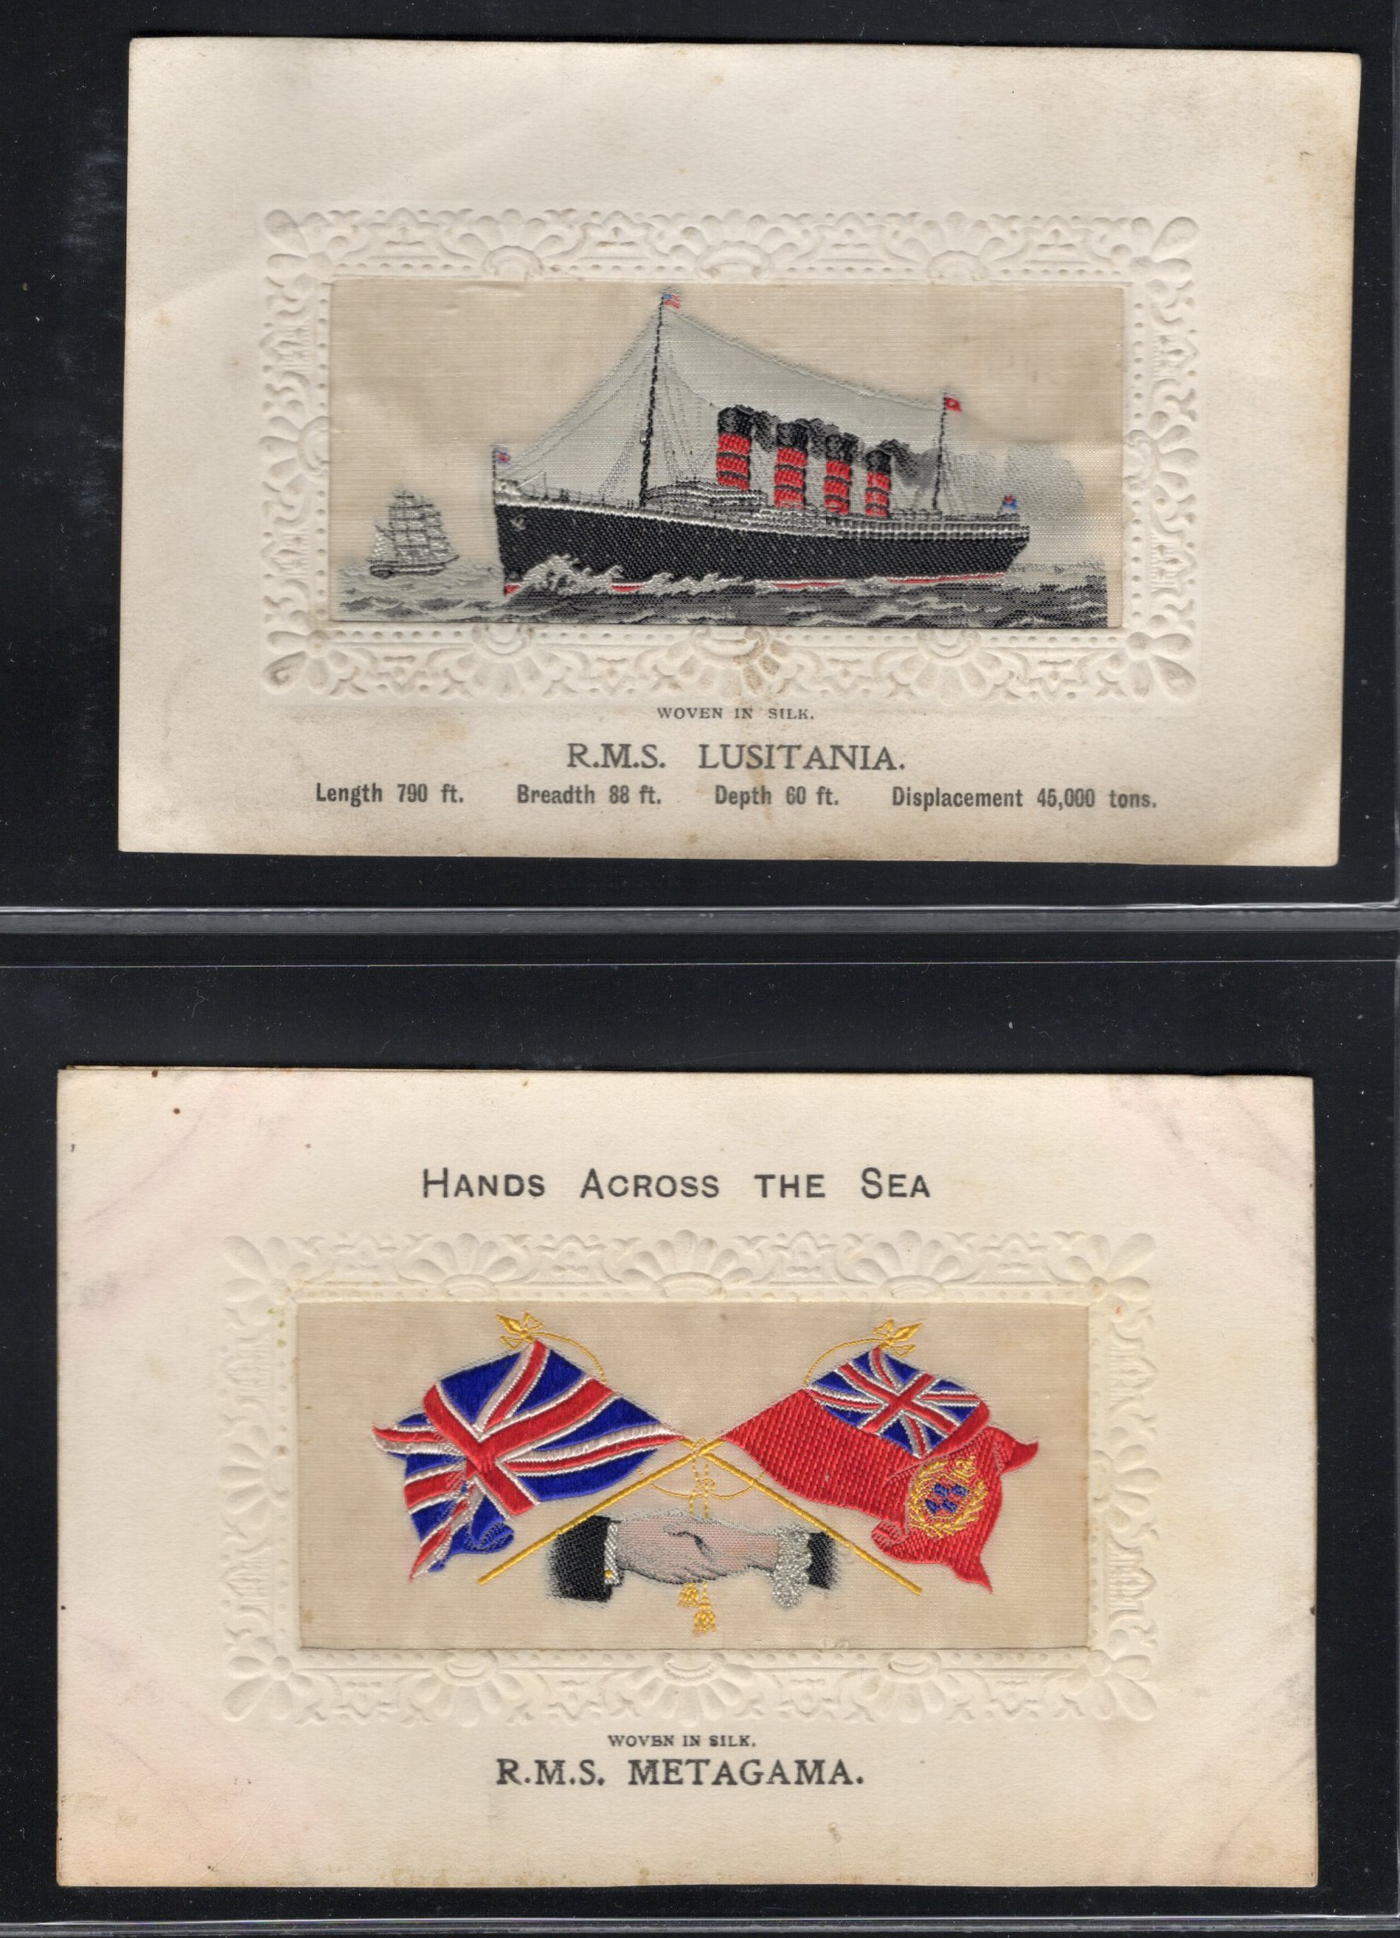 WOVEN IN SILK.
R.M.S. LUSITANIA.
Length 790 ft. Breadth 88 ft. Depth 60 ft. Displacement 45,000 tons.
HANDS ACROSS THE SEA
WOVEN IN SILK.
R.M.S. METAGAMA.